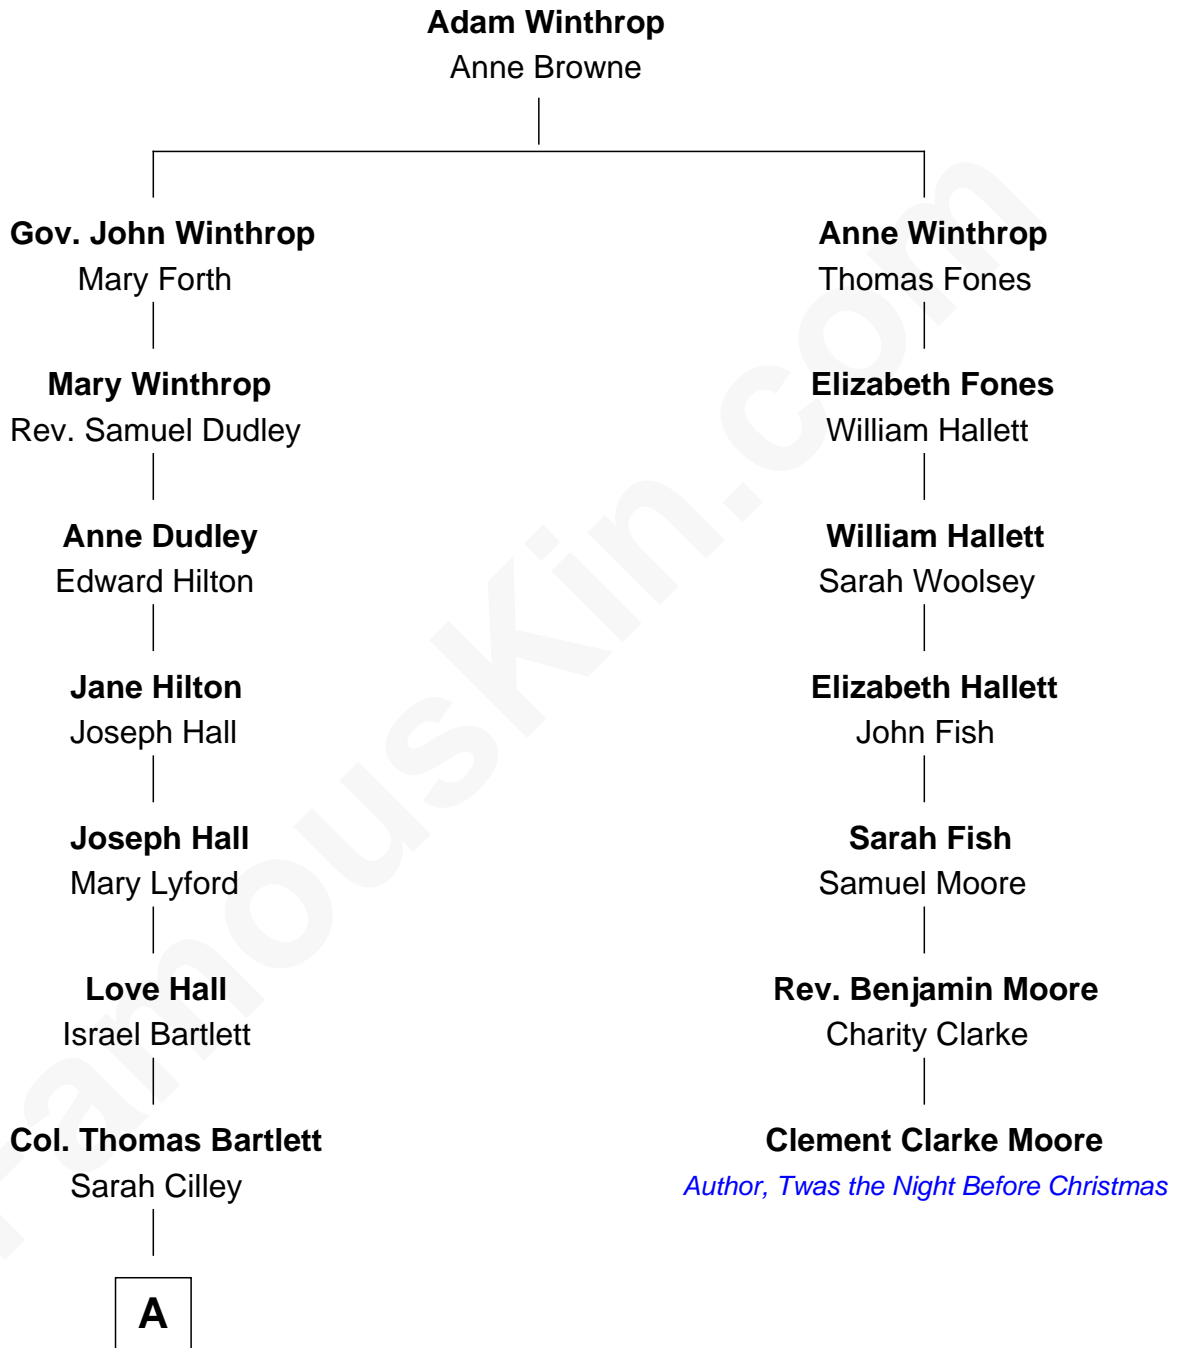 Adam Winthrop
Anne Browne
Gov. John Winthrop
Mary Forth
Mary Winthrop
Rev. Samuel Dudley
Anne Dudley
Edward Hilton
Jane Hilton
Joseph Hall
Joseph Hall
Mary Lyford
Love Hall
Israel Bartlett
Col. Thomas Bartlett
Sarah Cilley
A
Anne Winthrop
Thomas Fones
Elizabeth Fones
William Hallett
William Hallett
Sarah Woolsey
Elizabeth Hallett
John Fish
Sarah Fish
Samuel Moore
Rev. Benjamin Moore
Charity Clarke
Clement Clarke Moore
Author, Twas the Night Before Christmas
FamousKin.com